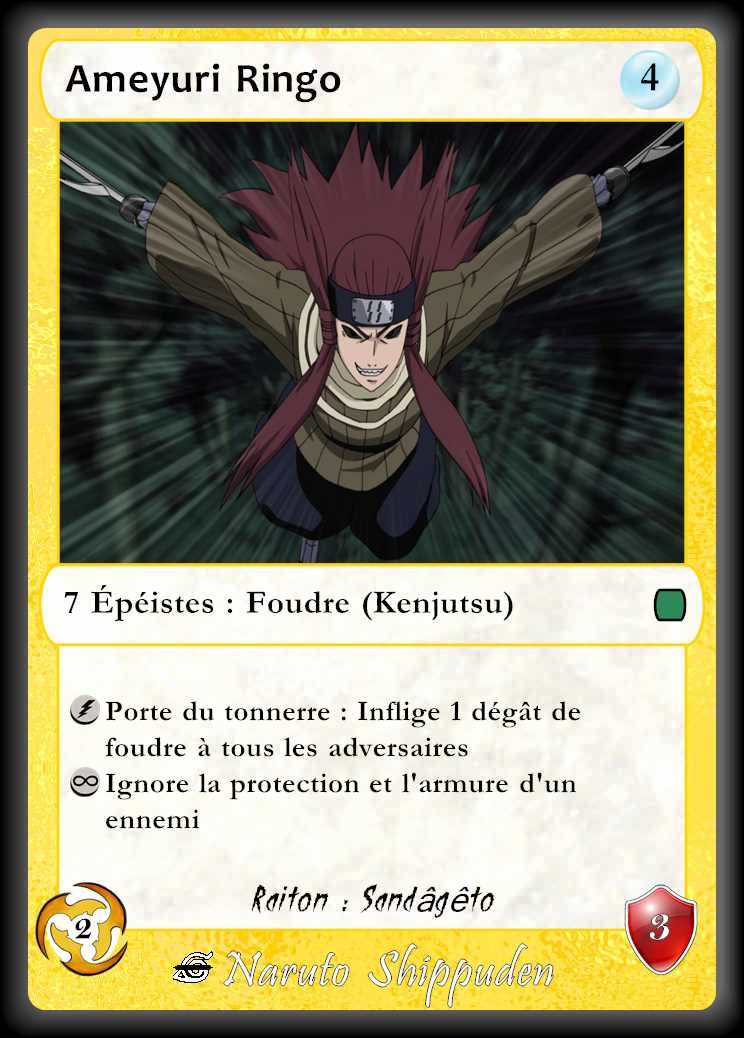 Ameyuri Ringo
4
7 Épéistes : Foudre (Kenjutsu)
Porte du tonnerre : Inflige 1 dégât de
foudre à tous les adversaires
Ignore la protection et l'armure d'un
ennemi
Raiton : Sandâgêto
2
3
Naruto Shippuden